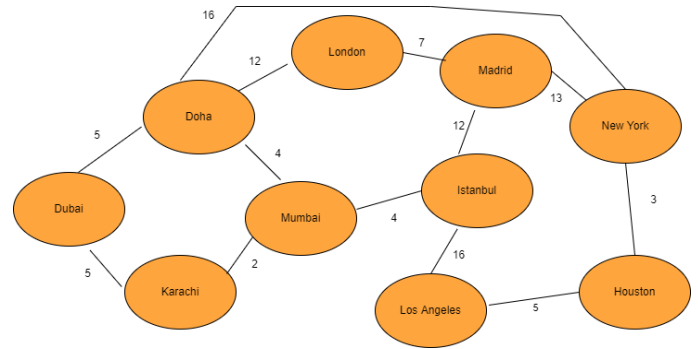 16
London
7
Madrid
12
13
Doha
New York
5
12
4
Istanbul
Dubai
Mumbai
4
3
5
2
16
Karachi
Los Angeles
5
Houston